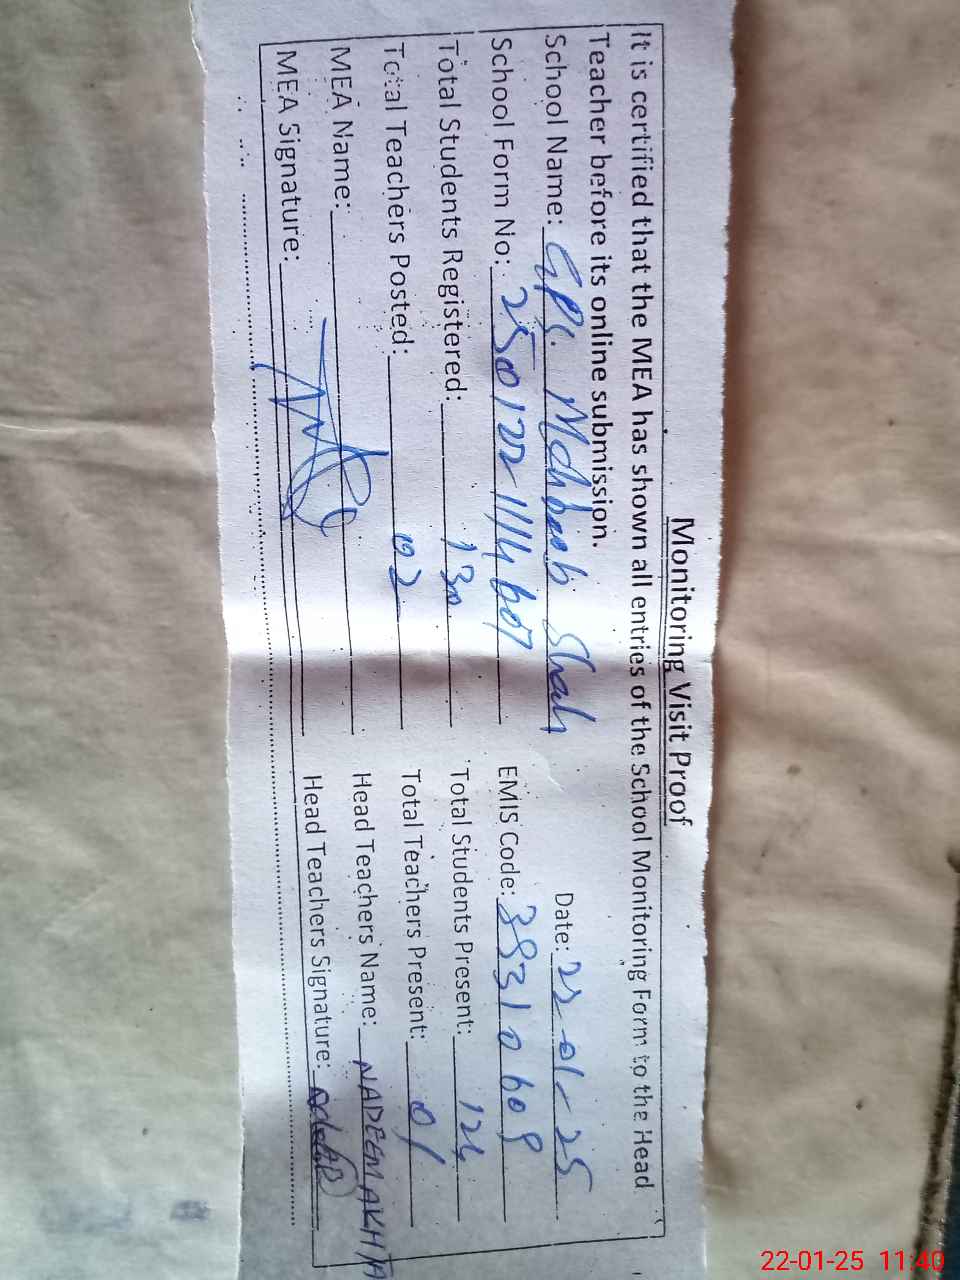 Monitoring Visit Proof
It is certified that the MEA has shown all entries of the School Monitoring Form to the Head
Teacher before its online submission.
School Name: GPS. Mehboob Shah Date: 22-01-25
School Form No: EMIS Code:
Total Students Registered: 130 Total Students Present: 124
Total Teachers Posted: 02 Total Teachers Present: 01
MEA Name: Head Teachers Name: NADEEM AKHTA
MEA Signature: Head Teachers Signature:
22-01-25 11:40